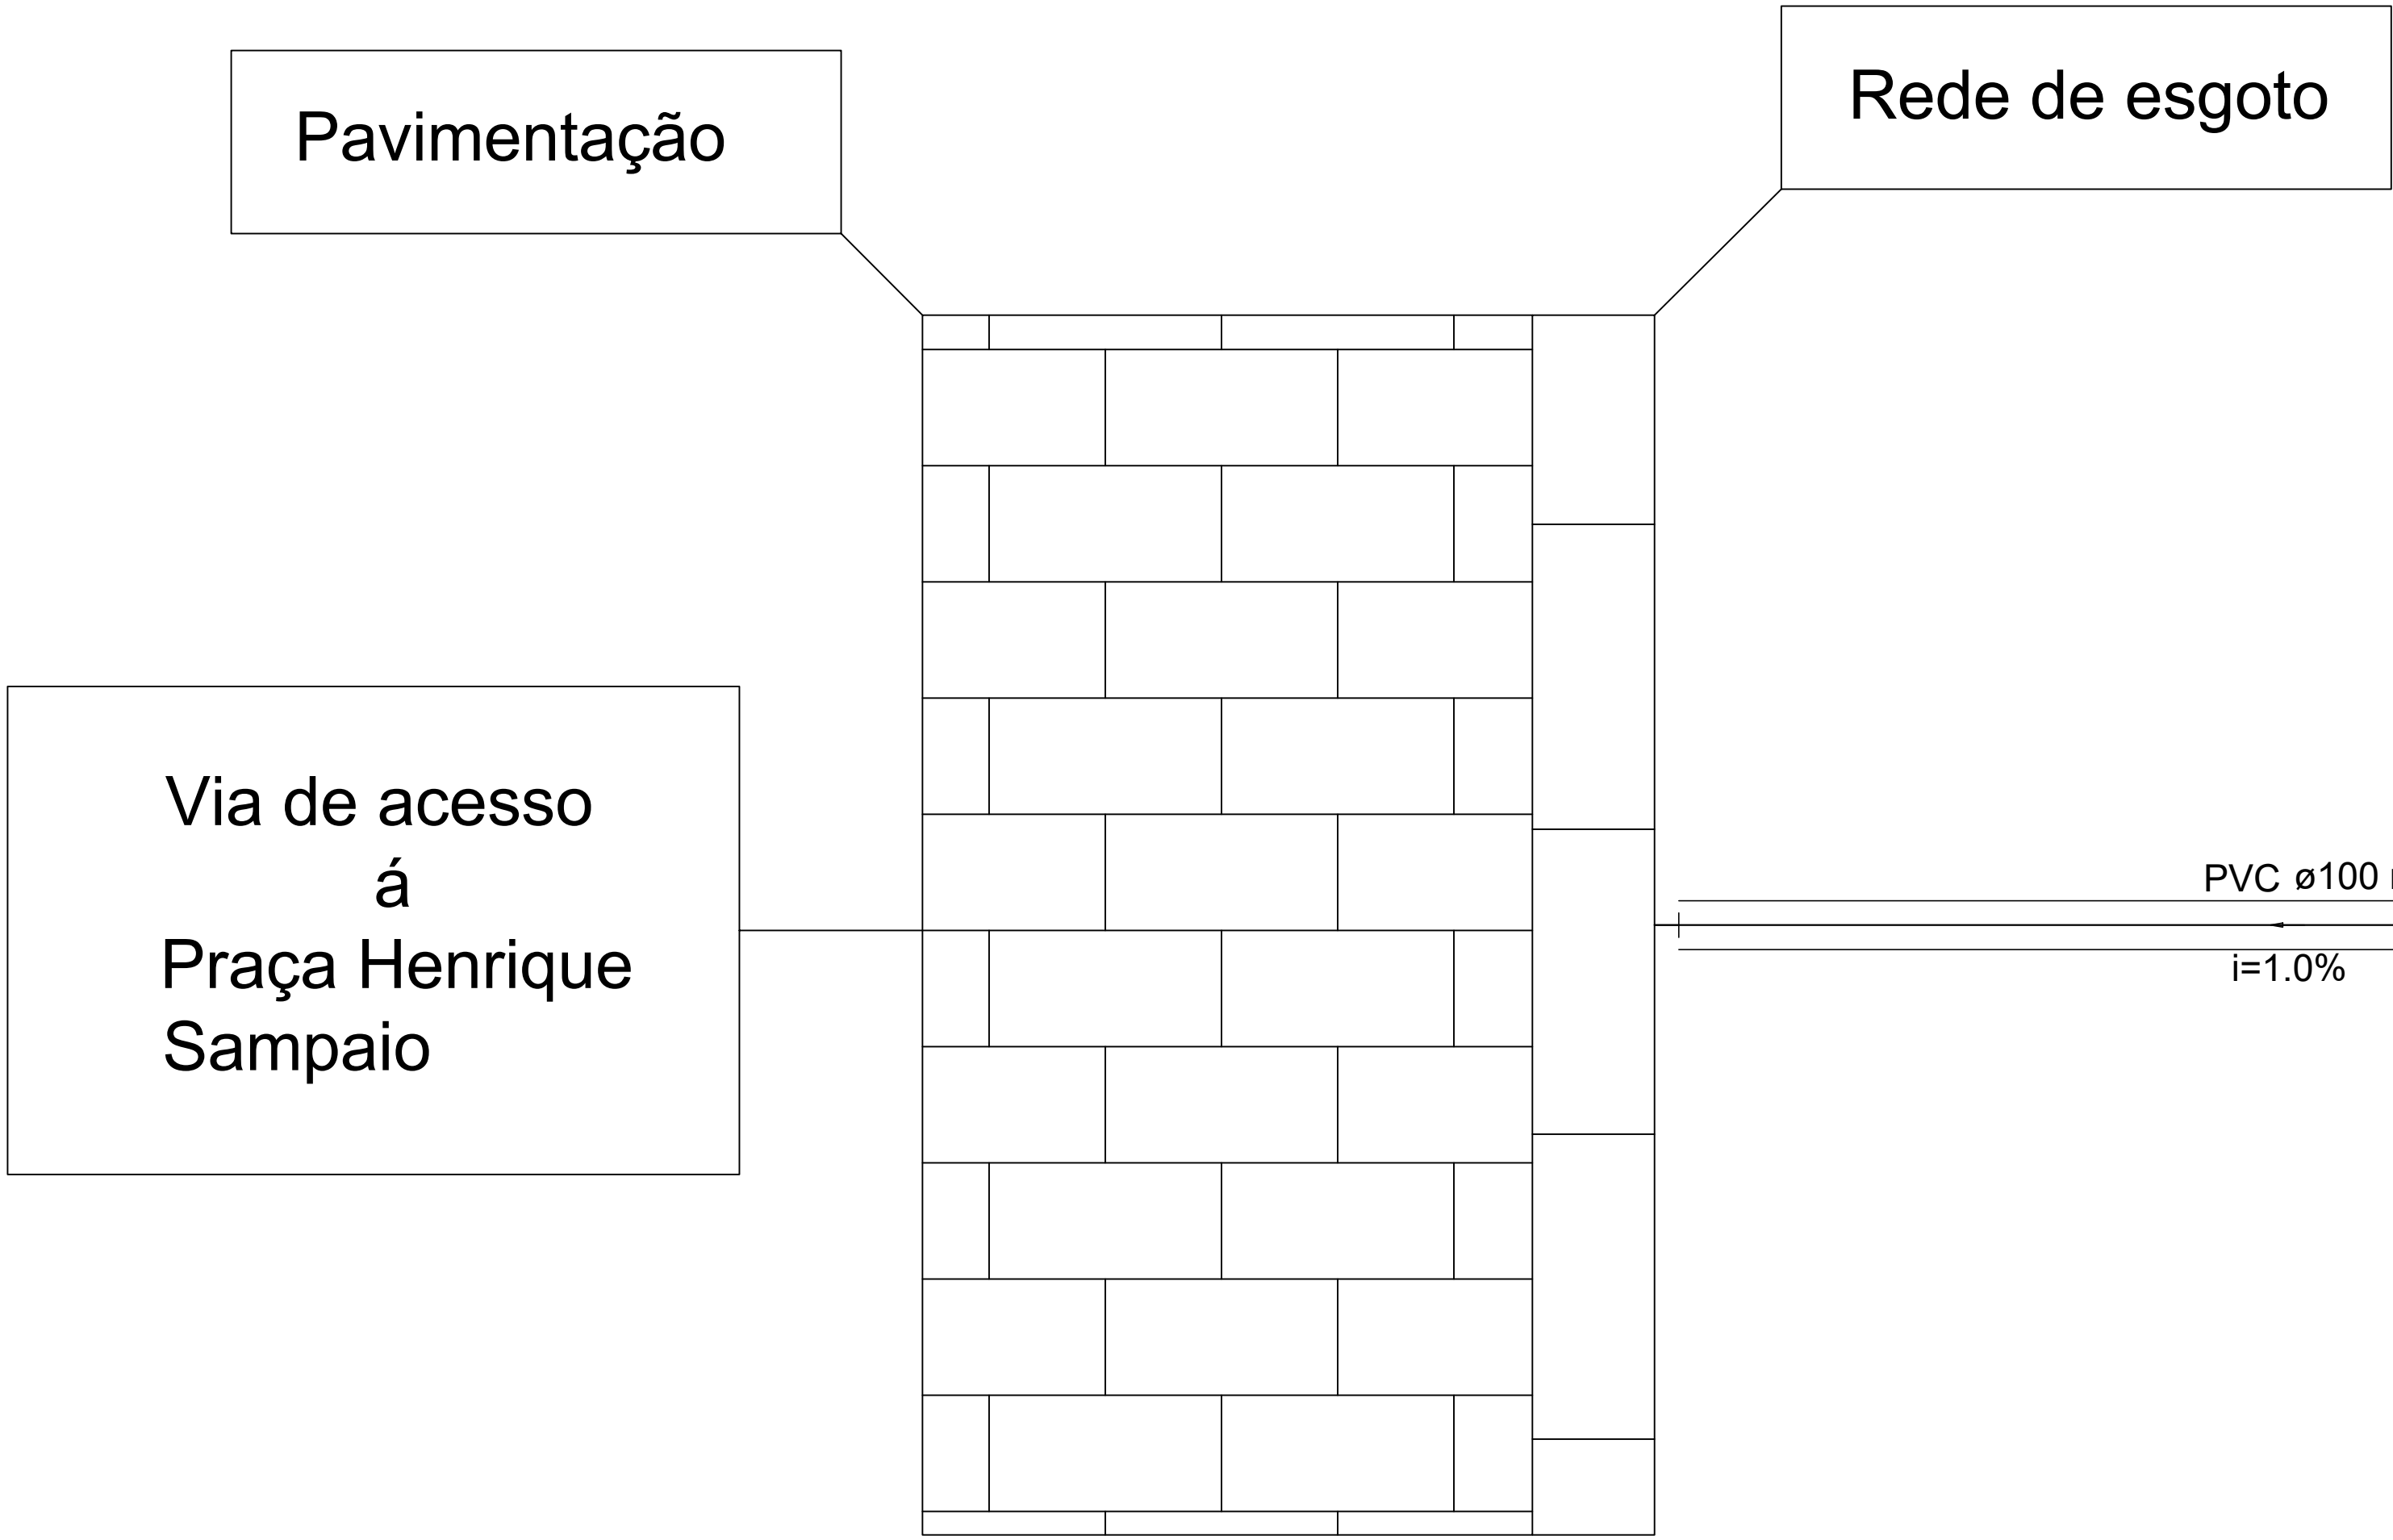 Pavimentação
Rede de esgoto
Via de acesso
á
Praça Henrique
Sampaio
PVC ø100
i=1.0%